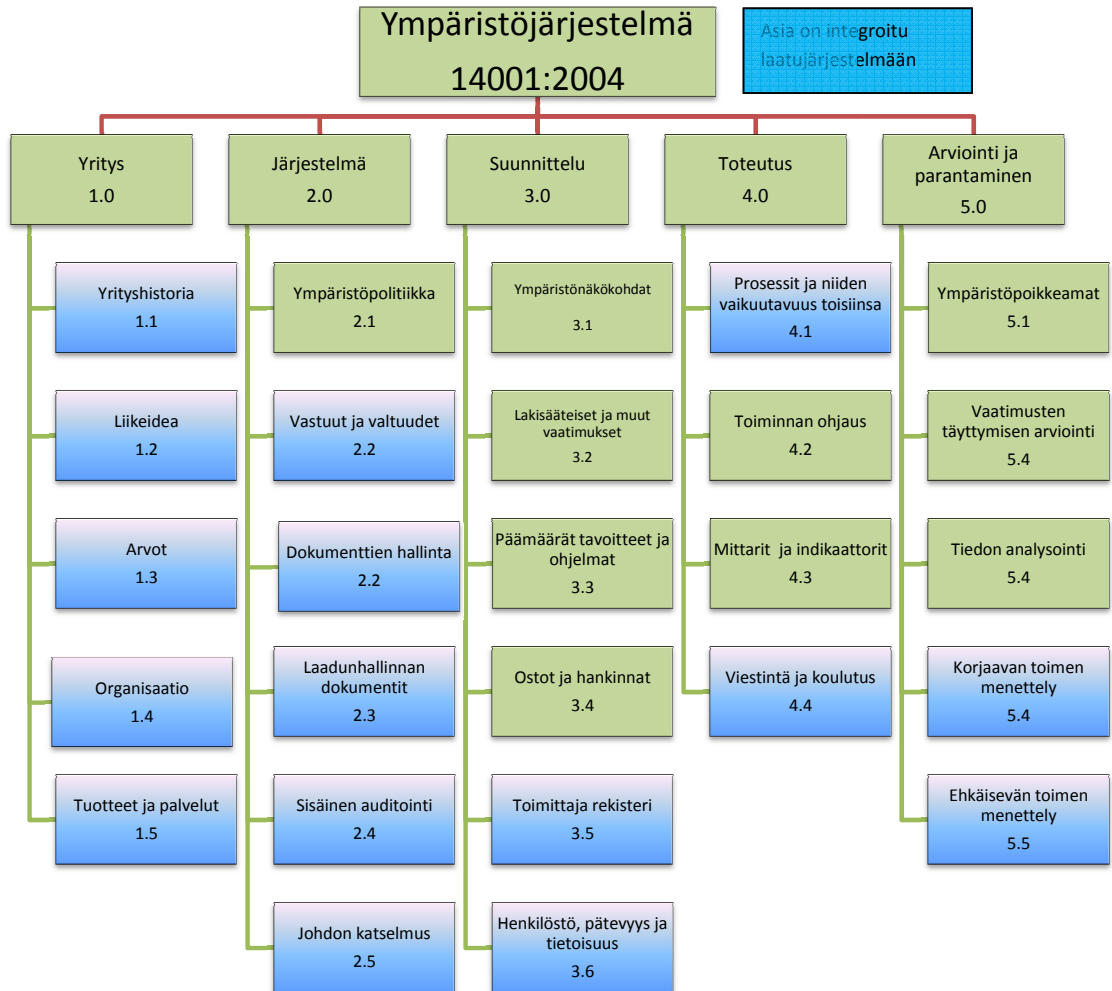 Ympäristöjärjestelmä
14001:2004
Asia on integroitu
laatujärjestelmään
Yritys
1.0
Yrityshistoria
1.1
Liikeidea
1.2
Arvot
1.3
Organisaatio
1.4
Tuotteet ja palvelut
1.5
Järjestelmä
2.0
Ympäristöpolitiikka
2.1
Vastuut ja valtuudet
2.2
Dokumenttien hallinta
2.2
Laadunhallinnan
dokumentit
2.3
Sisäinen auditointi
2.4
Johdon katselmus
2.5
Suunnittelu
3.0
Ympäristönäkökohdat
3.1
Lakisääteiset ja muut
vaatimukset
3.2
Päämäärät tavoitteet ja
ohjelmat
3.3
Ostot ja hankinnat
3.4
Toimittaja rekisteri
3.5
Henkilöstö, pätevyys ja
tietoisuus
3.6
Toteutus
4.0
Prosessit ja niiden
vaikuutavuus toisiinsa
4.1
Toiminnan ohjaus
4.2
Mittarit ja indikaattorit
4.3
Viestintä ja koulutus
4.4
Arviointi ja
parantaminen
5.0
Ympäristöpoikkeamat
5.1
Vaatimusten
täyttymisen arviointi
5.4
Tiedon analysointi
5.4
Korjaavan toimen
menettely
5.4
Ehkäisevän toimen
menettely
5.5